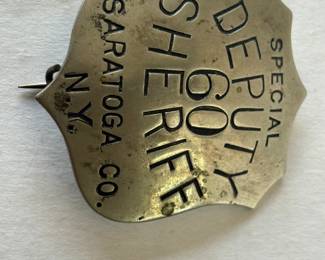 SPECIAL
DEPUTY
60
SHERIFF
SARATOGA CO.
N.Y.